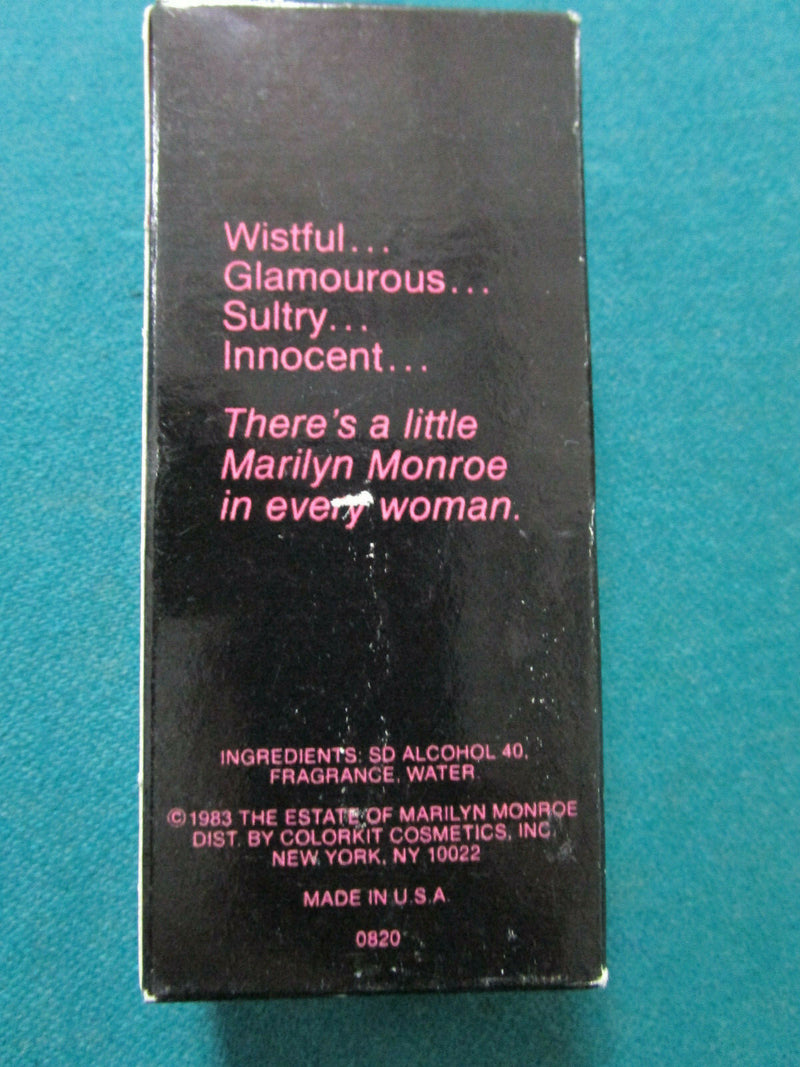 Wistful...
Glamourous...
Sultry...
Innocent...
There's a little
Marilyn Monroe
in every woman.
INGREDIENTS: SD ALCOHOL 40,
FRAGRANCE, WATER.
©1983 THE ESTATE OF MARILYN MONROE
DIST. BY COLORKIT COSMETICS, INC.
NEW YORK, NY 10022
MADE IN U.S.A.
0820